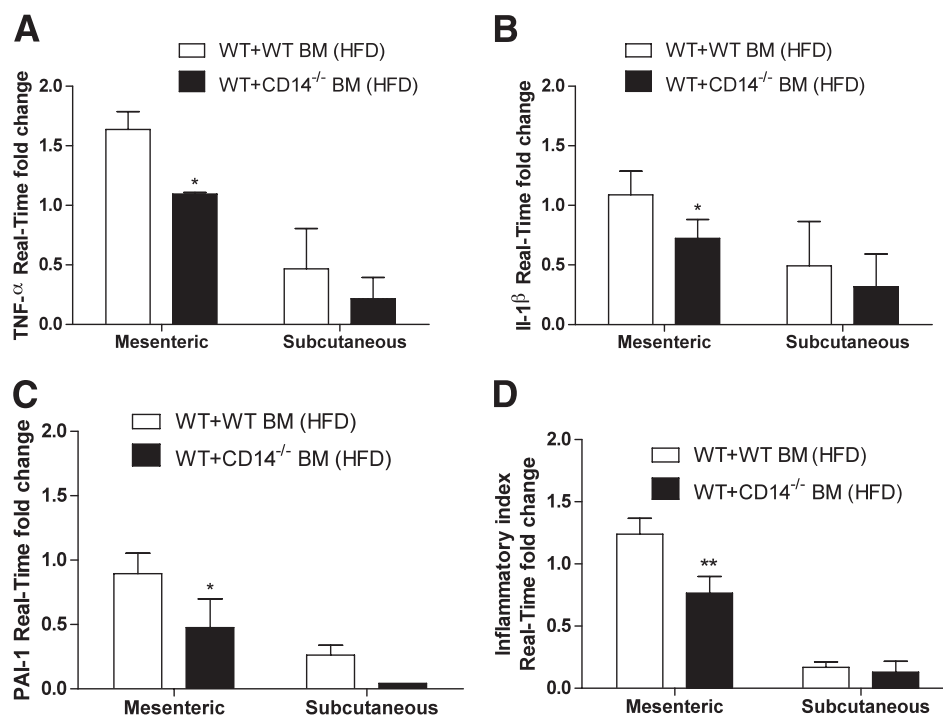 A
WT+WT BM (HFD)
WT+CD14-/- BM (HFD)
TNF-α Real-Time fold change
2.0
1.5
1.0
0.5
0.0
*
Mesenteric
Subcutaneous
B
WT+WT BM (HFD)
WT+CD14-/- BM (HFD)
Il-1β Real-Time fold change
2.0
1.5
1.0
0.5
0.0
*
Mesenteric
Subcutaneous
C
WT+WT BM (HFD)
WT+CD14-/- BM (HFD)
PAI-1 Real-Time fold change
2.0
1.5
1.0
0.5
0.0
*
Mesenteric
Subcutaneous
D
WT+WT BM (HFD)
WT+CD14-/- BM (HFD)
Inflammatory index
Real-Time fold change
2.0
1.5
1.0
0.5
0.0
**
Mesenteric
Subcutaneous